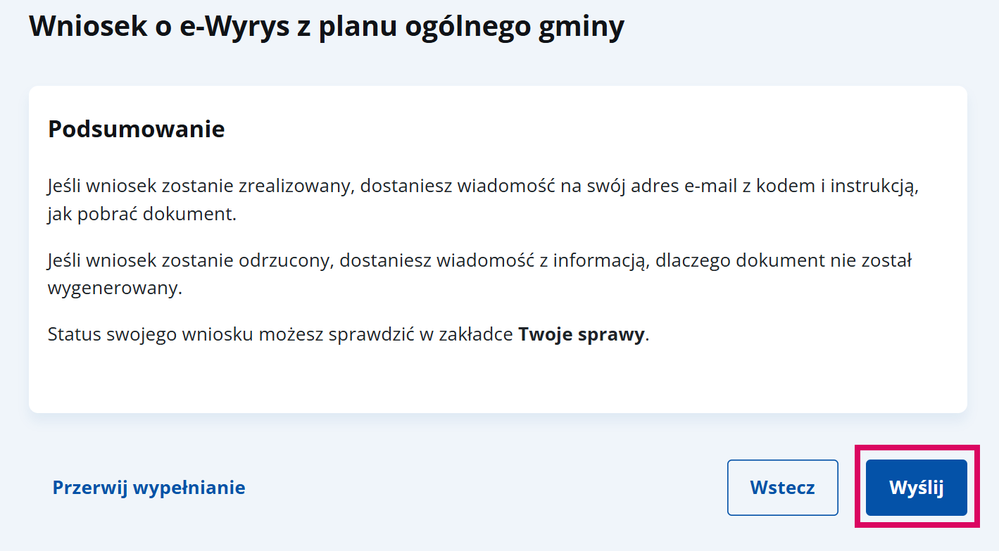 Wniosek o e-Wyrys z planu ogólnego gminy
Podsumowanie
Jeśli wniosek zostanie zrealizowany, dostaniesz wiadomość na swój adres e-mail z kodem i instrukcją,
jak pobrać dokument.
Jeśli wniosek zostanie odrzucony, dostaniesz wiadomość z informacją, dlaczego dokument nie został
wygenerowany.
Status swojego wniosku możesz sprawdzić w zakładce Twoje sprawy.
Przerwij wypełnianie
Wstecz
Wyślij